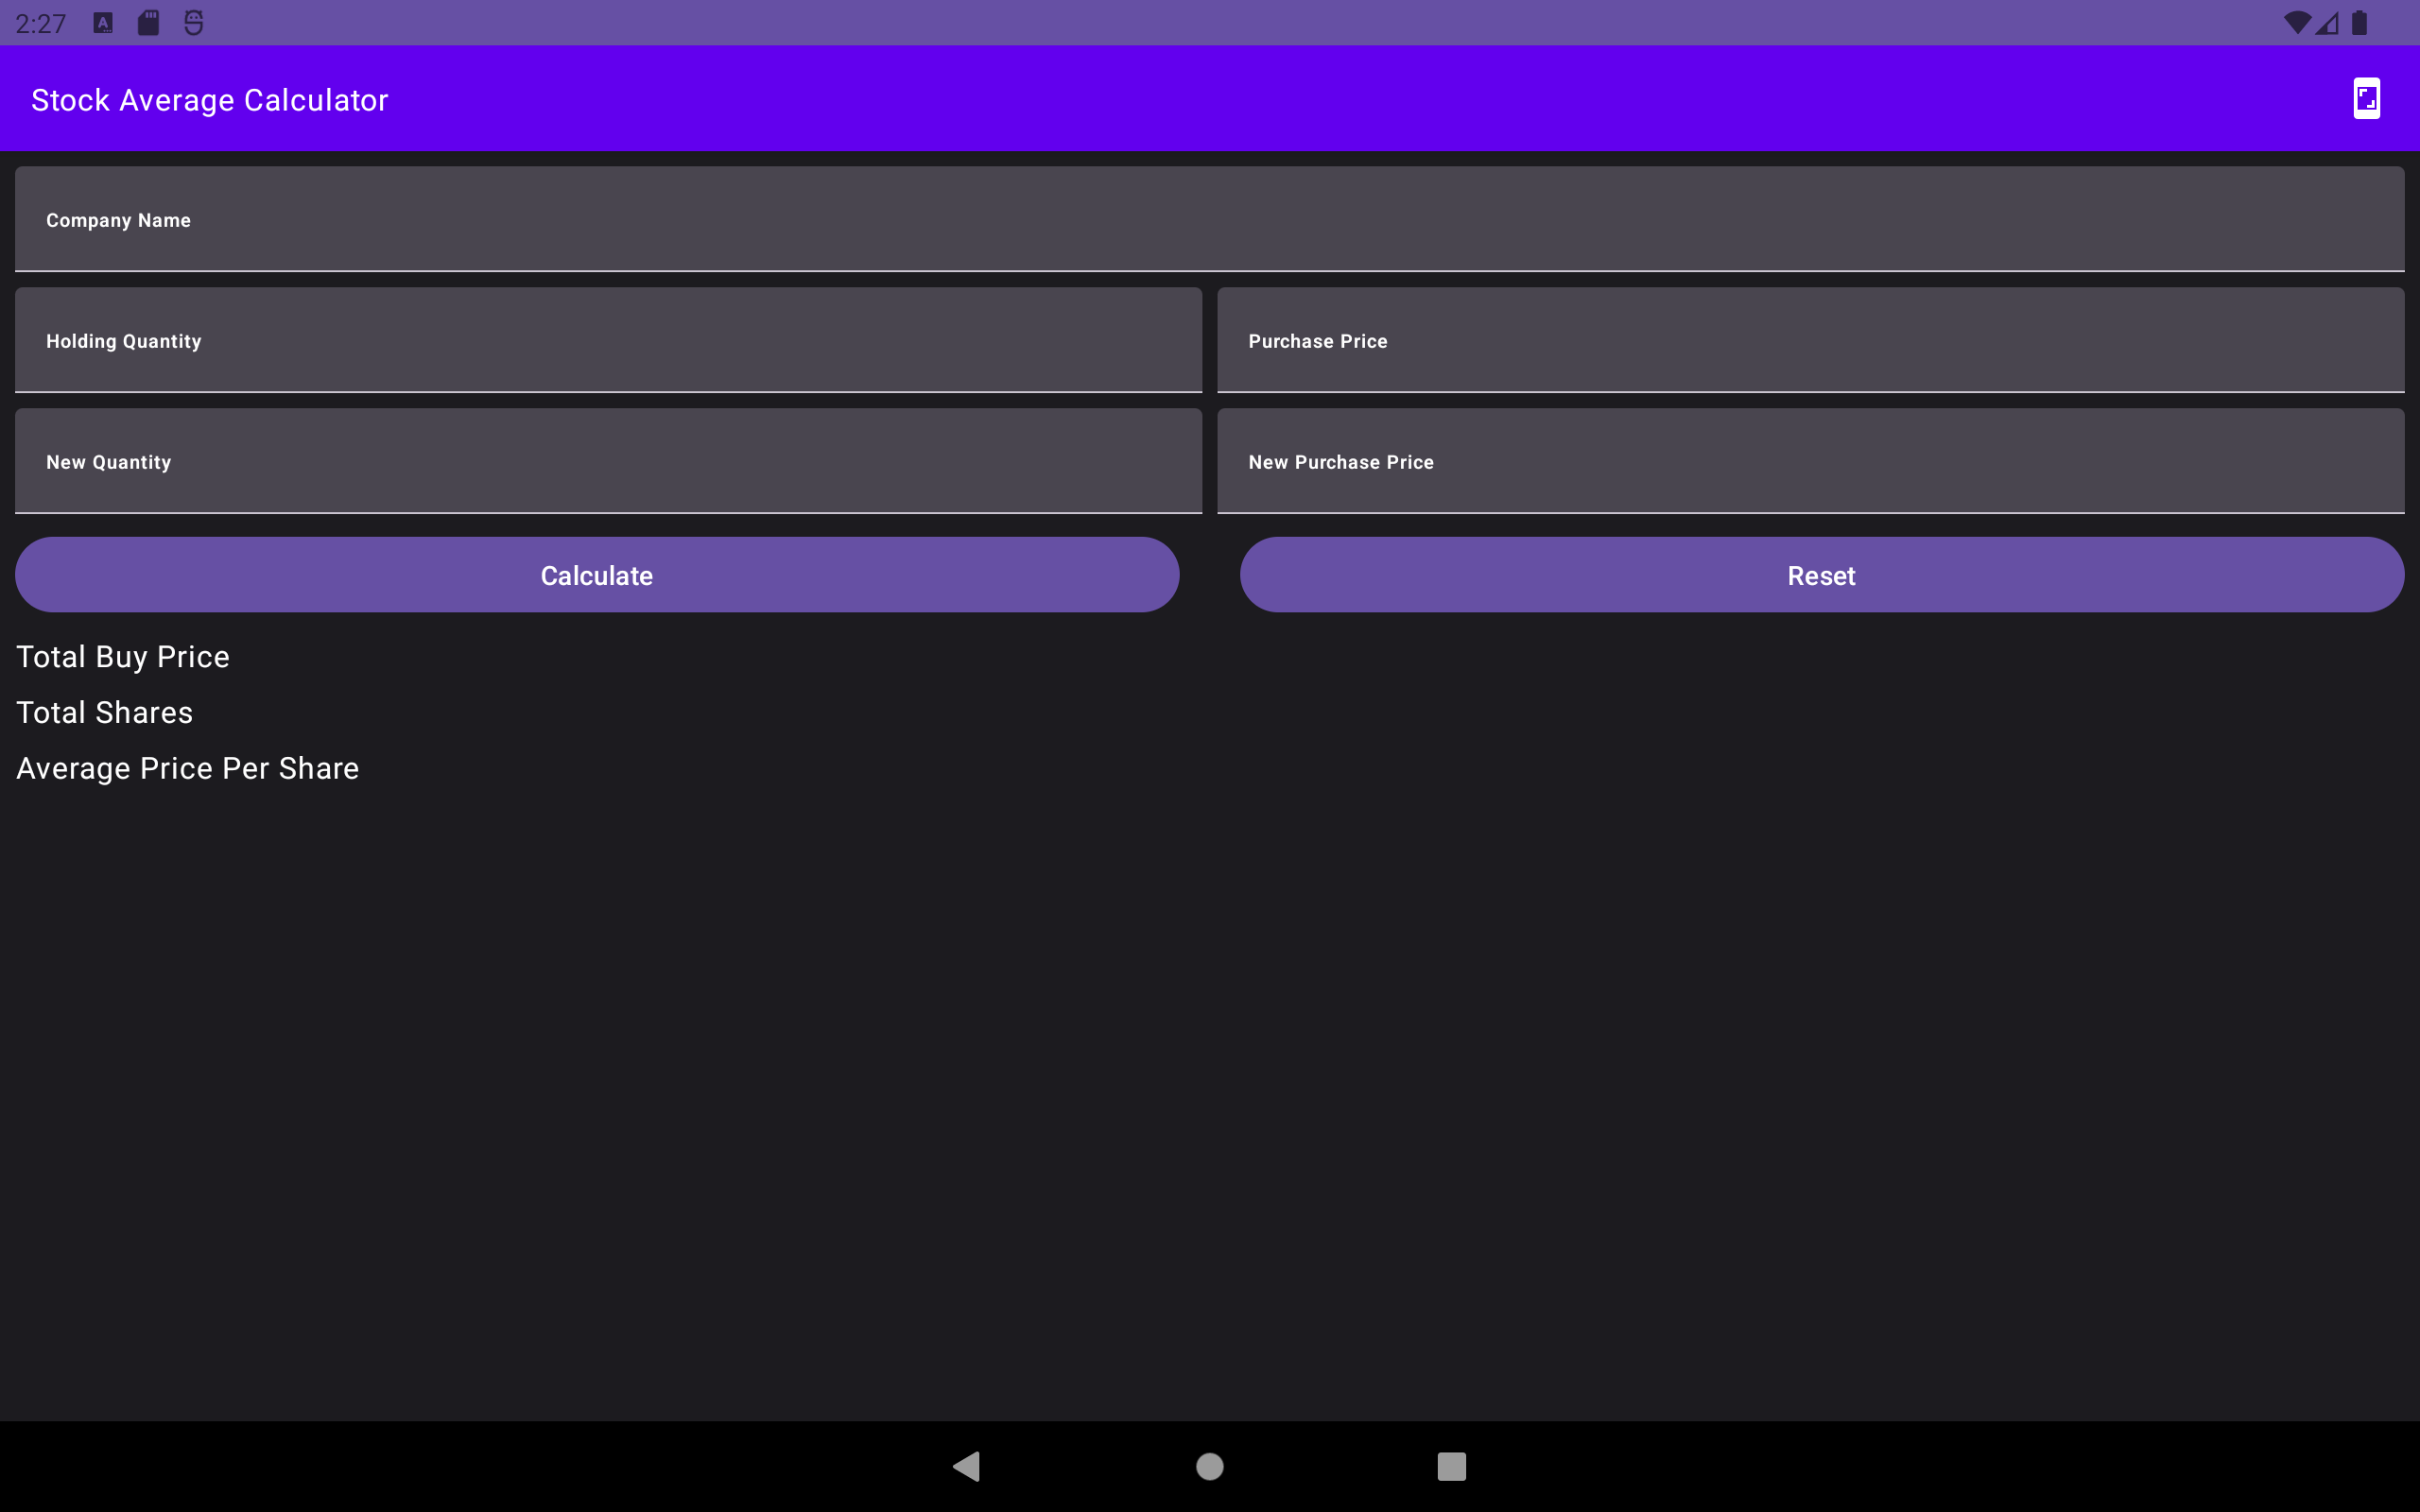 2:27
Stock Average Calculator
Company Name
Holding Quantity
Purchase Price
New Quantity
New Purchase Price
Calculate
Reset
Total Buy Price
Total Shares
Average Price Per Share